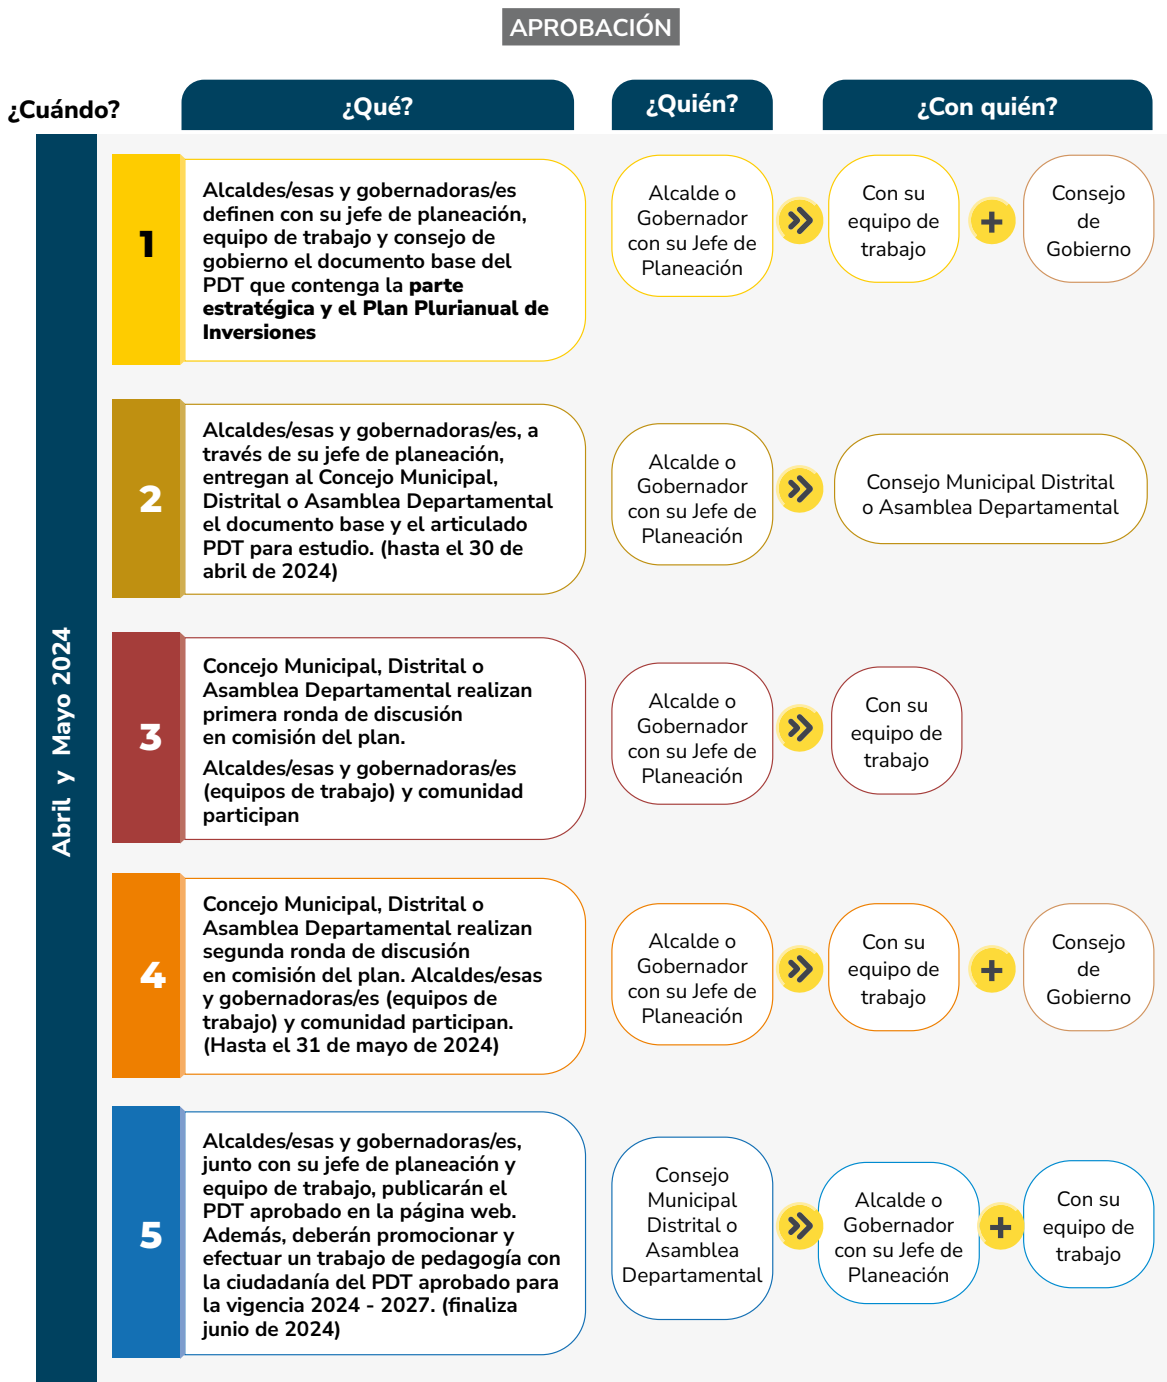 APROBACIÓN
¿Cuándo?
¿Qué?
¿Quién?
¿Con quién?
Abril y Mayo 2024
1
Alcaldes/esas y gobernadoras/es
definen con su jefe de planeación,
equipo de trabajo y consejo de
gobierno el documento base del
PDT que contenga la parte
estratégica y el Plan Plurianual de
Inversiones
Alcalde o
Gobernador
con su Jefe de
Planeación
Con su
equipo de
trabajo
+
Consejo
de
Gobierno
2
Alcaldes/esas y gobernadoras/es, a
través de su jefe de planeación,
entregan al Concejo Municipal,
Distrital o Asamblea Departamental
el documento base y el articulado
PDT para estudio. (hasta el 30 de
abril de 2024)
Alcalde o
Gobernador
con su Jefe de
Planeación
Consejo Municipal Distrital
o Asamblea Departamental
3
Concejo Municipal, Distrital o
Asamblea Departamental realizan
primera ronda de discusión
en comisión del plan.
Alcaldes/esas y gobernadoras/es
(equipos de trabajo) y comunidad
participan
Alcalde o
Gobernador
con su Jefe de
Planeación
Con su
equipo de
trabajo
4
Concejo Municipal, Distrital o
Asamblea Departamental realizan
segunda ronda de discusión
en comisión del plan. Alcaldes/esas
y gobernadoras/es (equipos de
trabajo) y comunidad participan.
(Hasta el 31 de mayo de 2024)
Alcalde o
Gobernador
con su Jefe de
Planeación
Con su
equipo de
trabajo
+
Consejo
de
Gobierno
5
Alcaldes/esas y gobernadoras/es,
junto con su jefe de planeación y
equipo de trabajo, publicarán el
PDT aprobado en la página web.
Además, deberán promocionar y
efectuar un trabajo de pedagogía con
la ciudadanía del PDT aprobado para
la vigencia 2024 - 2027. (finaliza
junio de 2024)
Consejo
Municipal
Distrital o
Asamblea
Departamental
Alcalde o
Gobernador
con su Jefe de
Planeación
+
Con su
equipo de
trabajo